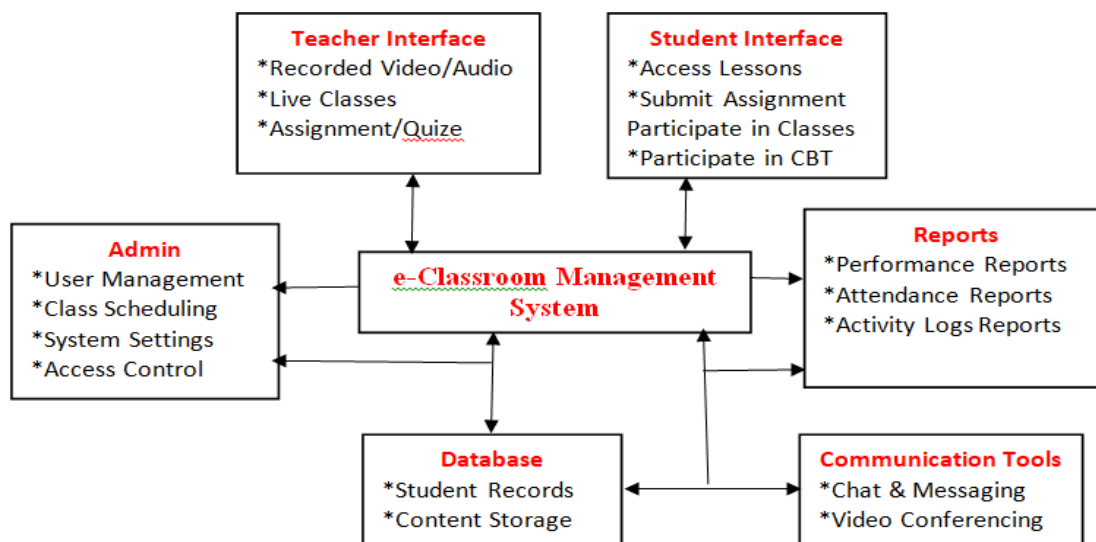 Teacher Interface
*Recorded Video/Audio
*Live Classes
*Assignment/Quize
Student Interface
*Access Lessons
*Submit Assignment
Participate in Classes
*Participate in CBT
Admin
*User Management
*Class Scheduling
*System Settings
*Access Control
e-Classroom Management
System
Reports
*Performance Reports
*Attendance Reports
*Activity Logs Reports
Database
*Student Records
*Content Storage
Communication Tools
*Chat & Messaging
*Video Conferencing